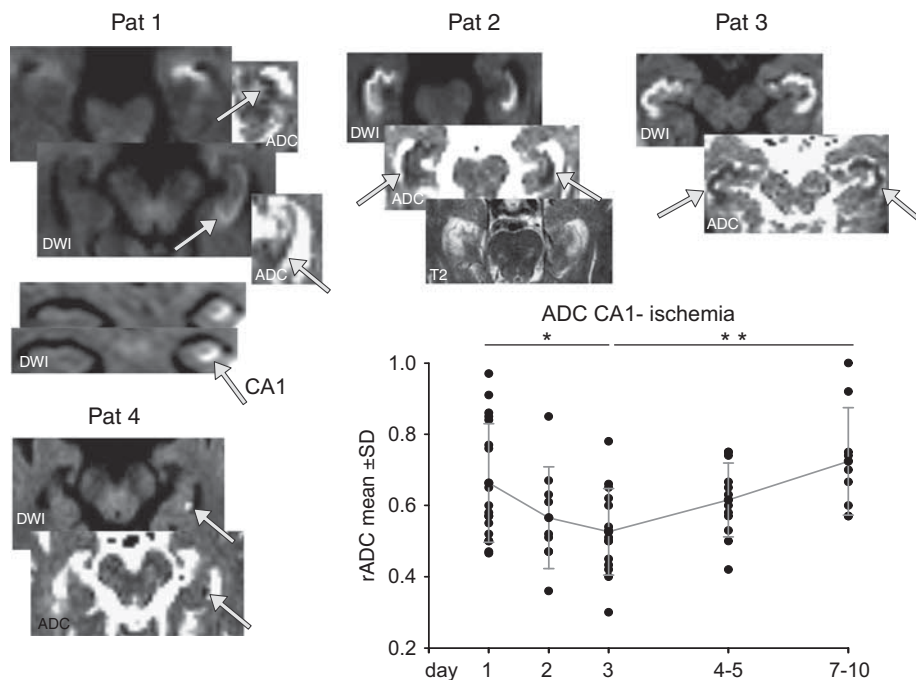 Pat 1
Pat 2
Pat 3
ADC
DWI
ADC
DWI
CA1
DWI
ADC
T2
DWI
ADC
Pat 4
DWI
ADC
ADC CA1- ischemia
*
* *
rADC mean ±SD
1.0
0.8
0.6
0.4
0.2
day 1 2 3 4-5 7-10